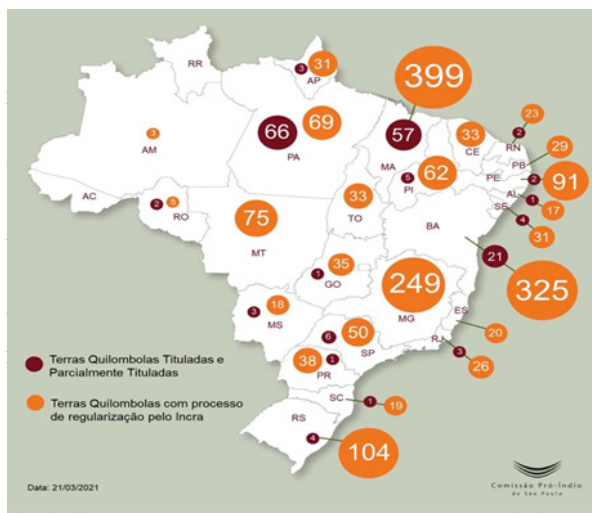 RR
3
31
AP
399
3
AM
66
69
PA
57
MA
33
CE
23
2
RN
29
PB
5
PI
62
PE
2
91
AL
1
17
SE
4
31
AC
2
5
RO
75
MT
33
TO
BA
21
325
1
35
GO
249
MG
ES
20
3
18
MS
6
50
SP
RJ
3
26
38
1
PR
SC
1
19
RS
4
104
Terras Quilombolas Tituladas e
Parcialmente Tituladas
Terras Quilombolas com processo
de regularização pelo Incra
Data: 21/03/2021
Comissão Pró-Índio
de São Paulo